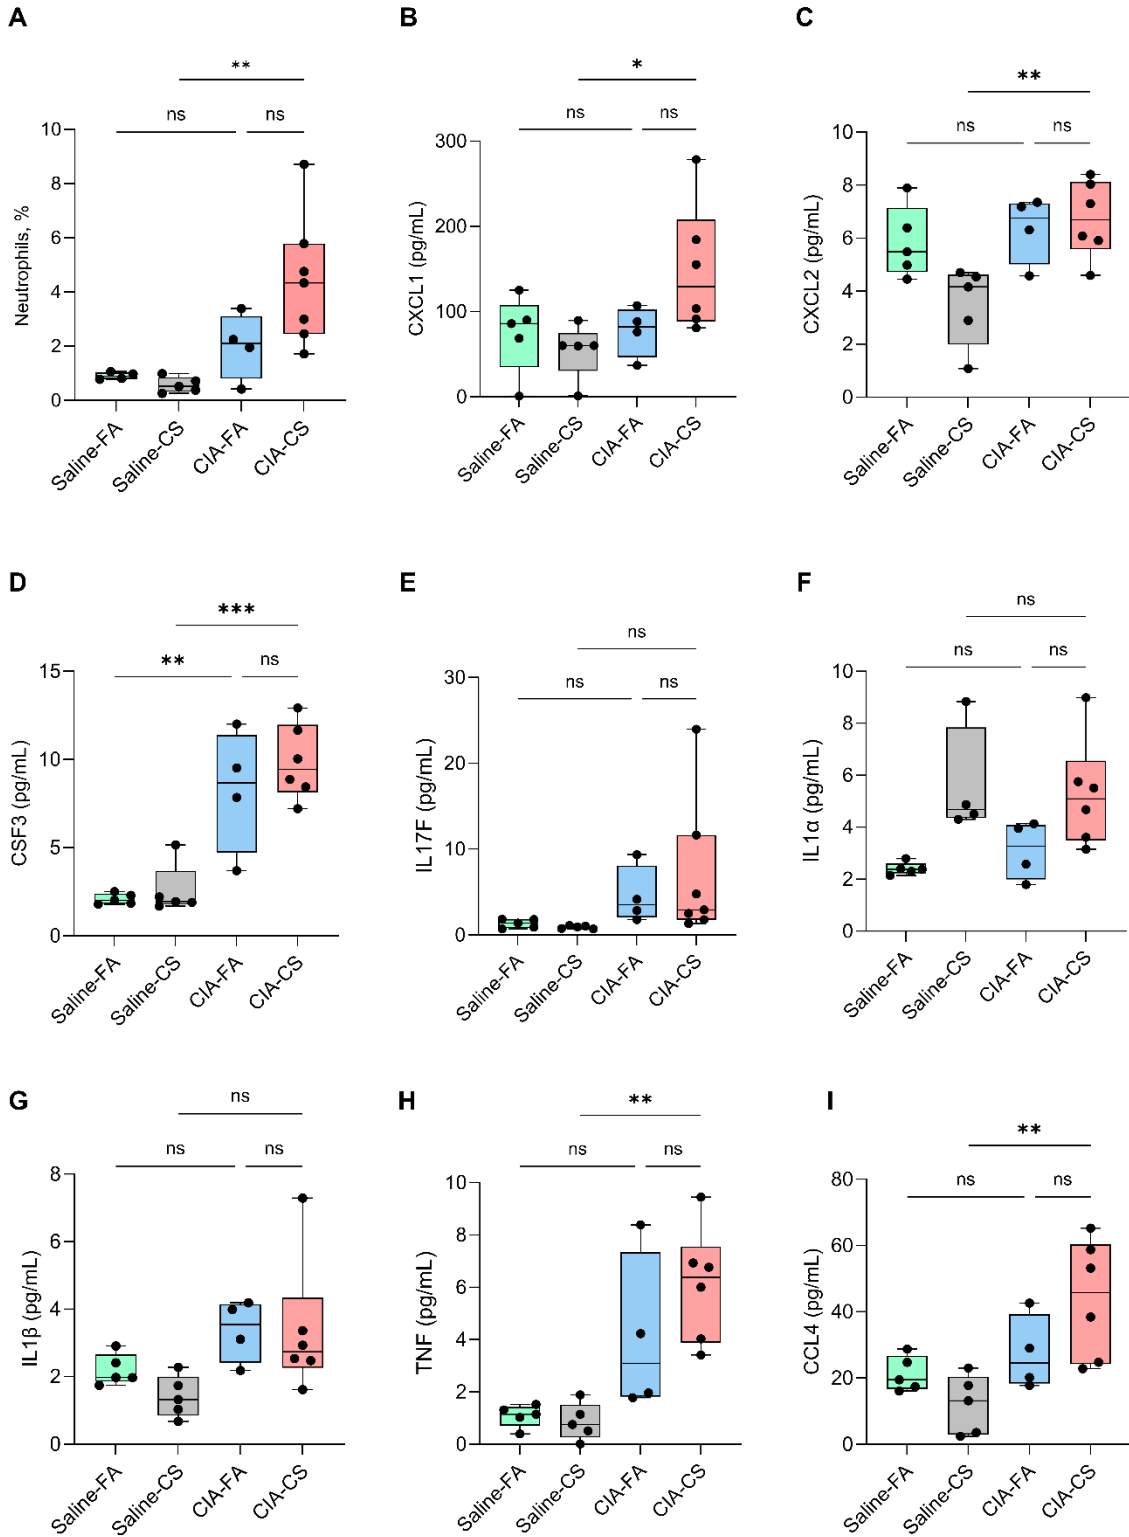 A
B
C
**
*
**
ns
ns
ns
ns
ns
ns
Neutrophils, %
10
8
6
4
2
0
Saline-FA
Saline-CS
CIA-FA
CIA-CS
CXCL1 (pg/mL)
300
200
100
0
Saline-FA
Saline-CS
CIA-FA
CIA-CS
CXCL2 (pg/mL)
10
8
6
4
2
0
Saline-FA
Saline-CS
CIA-FA
CIA-CS
D
E
F
***
ns
ns
**
ns
ns
ns
ns
ns
CSF3 (pg/mL)
15
10
5
0
Saline-FA
Saline-CS
CIA-FA
CIA-CS
IL17F (pg/mL)
30
20
10
0
Saline-FA
Saline-CS
CIA-FA
CIA-CS
IL1α (pg/mL)
10
8
6
4
2
0
Saline-FA
Saline-CS
CIA-FA
CIA-CS
G
H
I
ns
**
**
ns
ns
ns
ns
ns
ns
IL1β (pg/mL)
8
6
4
2
0
Saline-FA
Saline-CS
CIA-FA
CIA-CS
TNF (pg/mL)
10
8
6
4
2
0
Saline-FA
Saline-CS
CIA-FA
CIA-CS
CCL4 (pg/mL)
80
60
40
20
0
Saline-FA
Saline-CS
CIA-FA
CIA-CS